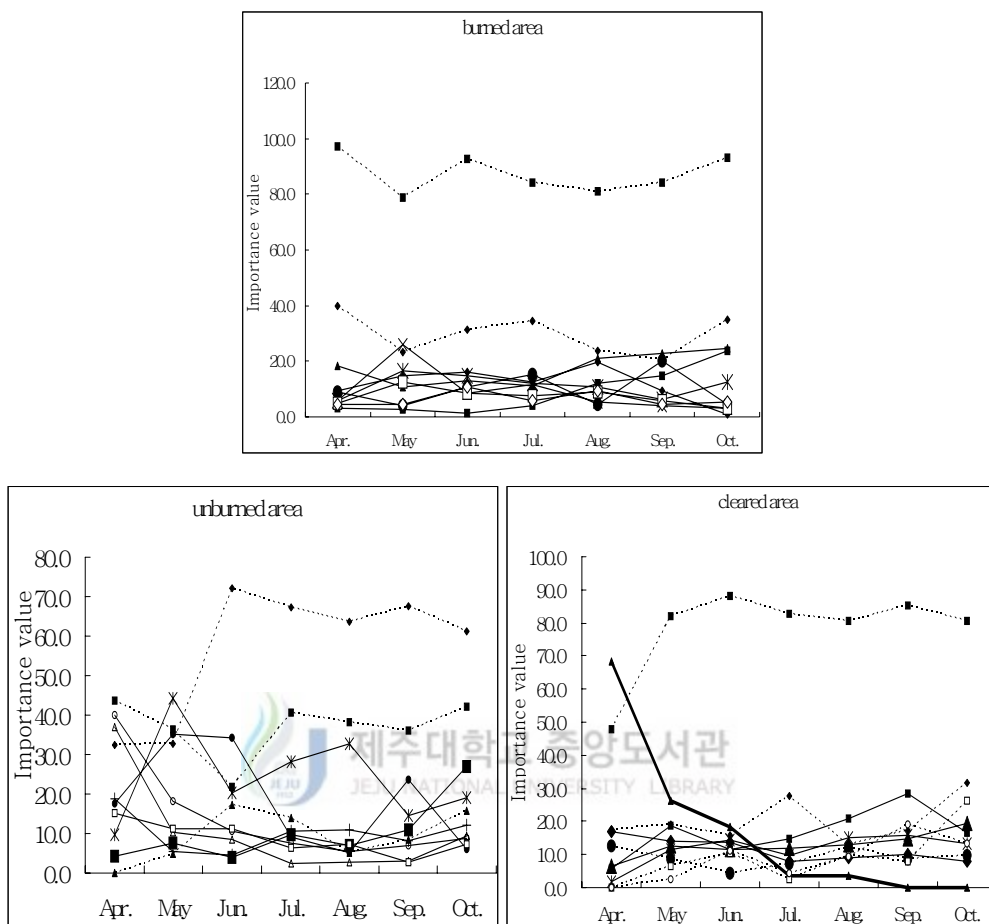 burned area
Importance value
120.0
100.0
80.0
60.0
40.0
20.0
0.0
Apr. May Jun. Jul. Aug. Sep. Oct.
unburned area
Importance value
80.0
70.0
60.0
50.0
40.0
30.0
20.0
10.0
0.0
Apr. May Jun. Jul. Aug. Sep. Oct.
cleared area
Importance value
100.0
90.0
80.0
70.0
60.0
50.0
40.0
30.0
20.0
10.0
0.0
Apr. May Jun. Jul. Aug. Sep. Oct.
제주대학교 중앙도서관
JEJU NATIONAL UNIVERSITY LIBRARY
JEJU
1952